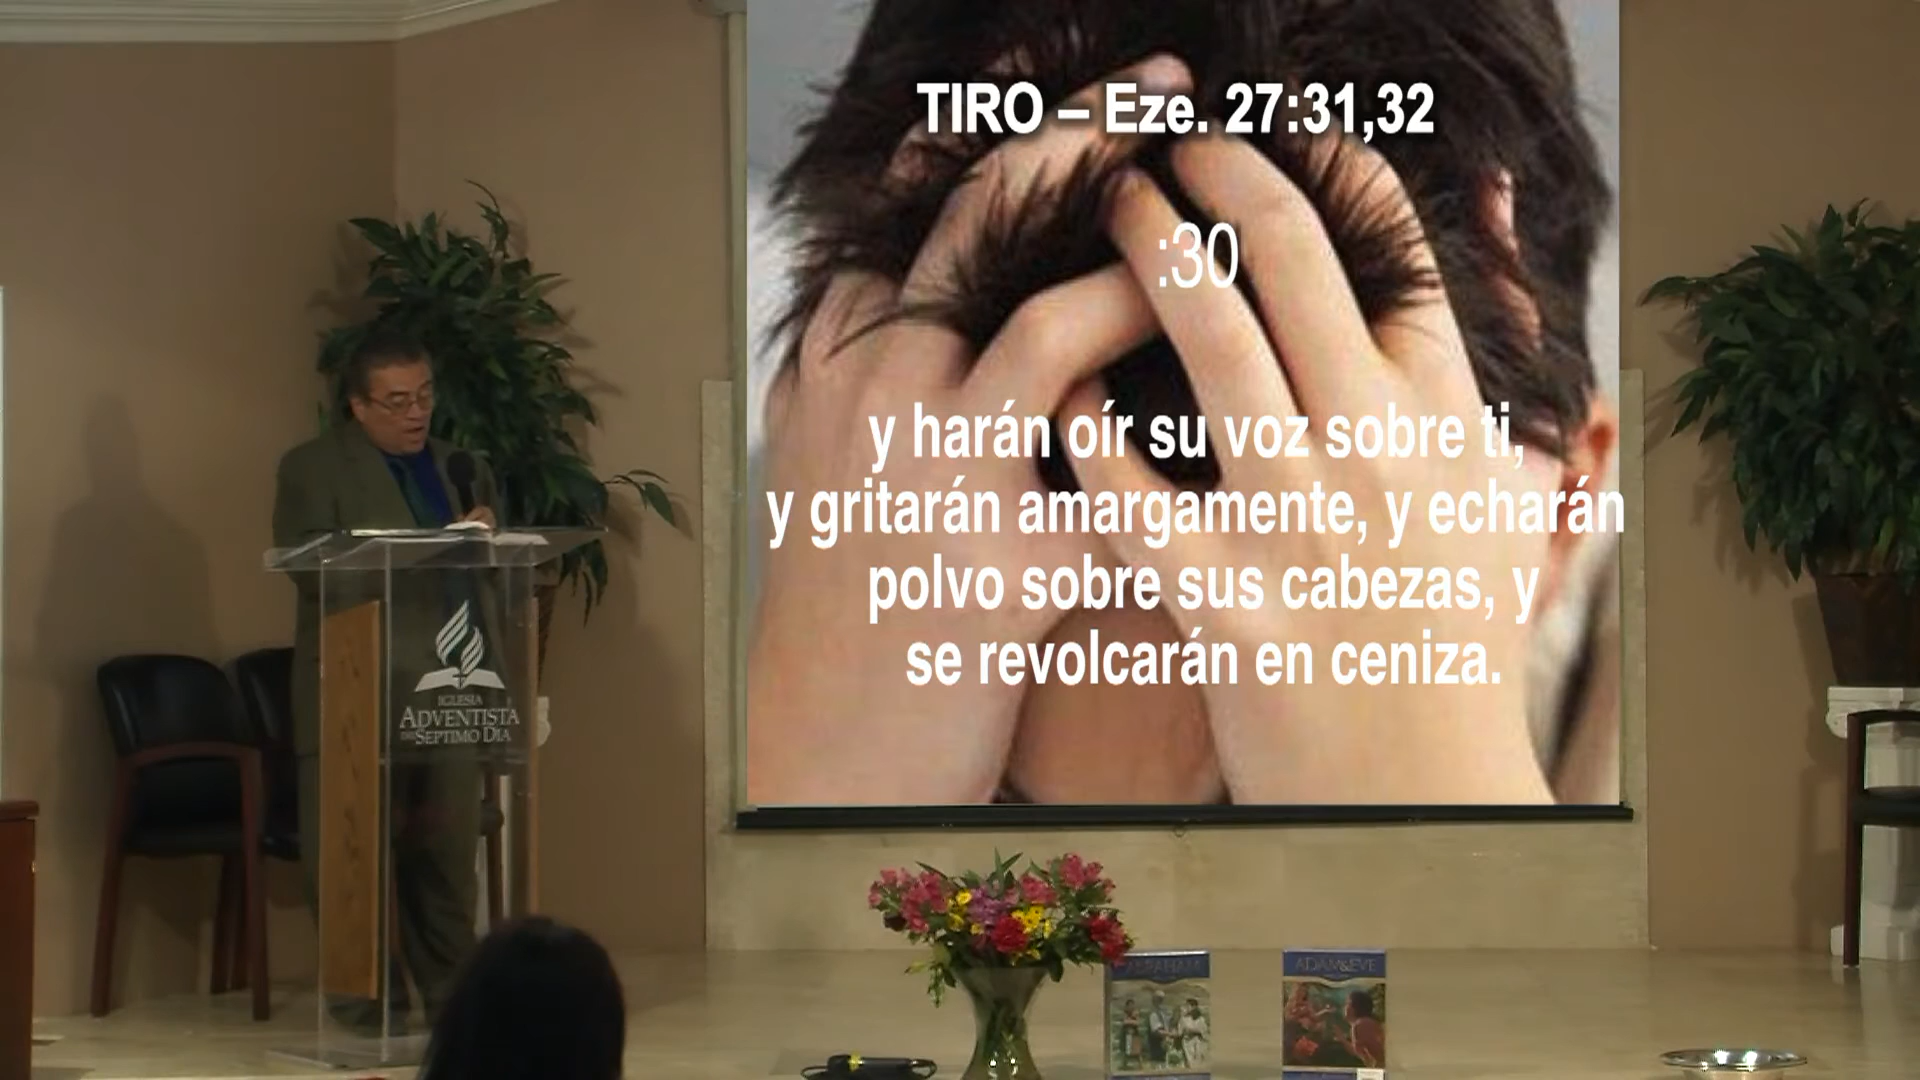 TIRO – Eze. 27:31,32
:30
y harán oír su voz sobre ti,
y gritarán amargamente, y echarán
polvo sobre sus cabezas, y
se revolcarán en ceniza.
IGLESIA
ADVENTISTA
DEL SEPTIMO DIA
ABRAHAM
ADAM&EVE